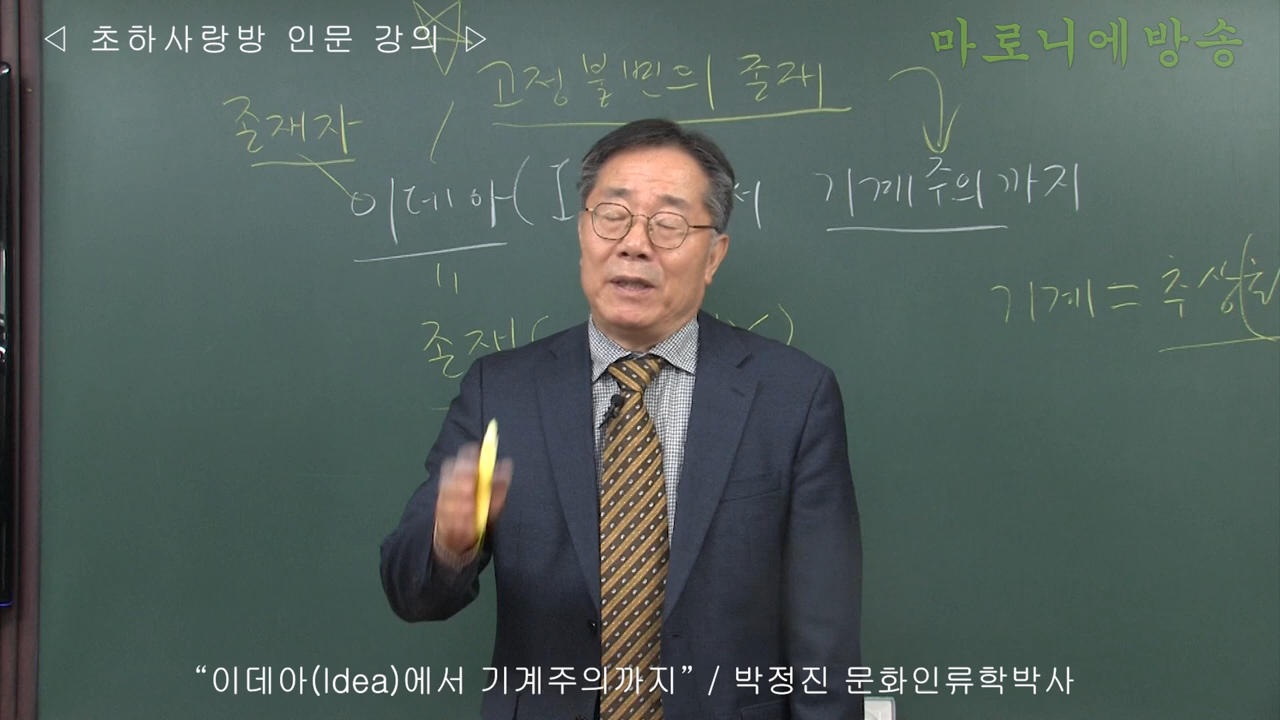 ◁ 초하사랑방 인문 강의 ▷
마로니에방송
고정불변의 존재
존재자
이데아(I 서 기계주의까지
기계=추상
존재(
“이데아(Idea)에서 기계주의까지” / 박정진 문화인류학박사